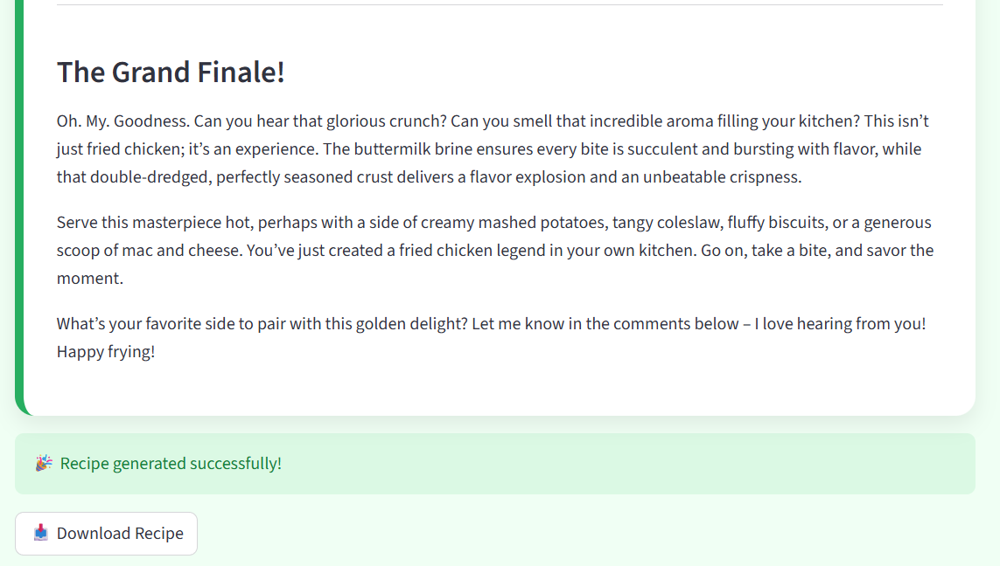 The Grand Finale!
Oh. My. Goodness. Can you hear that glorious crunch? Can you smell that incredible aroma filling your kitchen? This isn’t
just fried chicken; it’s an experience. The buttermilk brine ensures every bite is succulent and bursting with flavor, while
that double-dredged, perfectly seasoned crust delivers a flavor explosion and an unbeatable crispness.
Serve this masterpiece hot, perhaps with a side of creamy mashed potatoes, tangy coleslaw, fluffy biscuits, or a generous
scoop of mac and cheese. You’ve just created a fried chicken legend in your own kitchen. Go on, take a bite, and savor the
moment.
What’s your favorite side to pair with this golden delight? Let me know in the comments below – I love hearing from you!
Happy frying!
🎉 Recipe generated successfully!
📥 Download Recipe